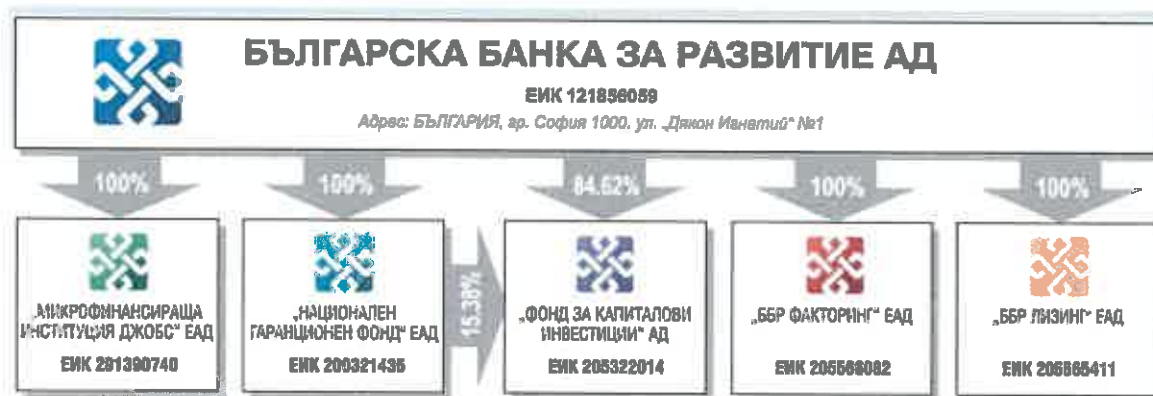 БЪЛГАРСКА БАНКА ЗА РАЗВИТИЕ АД
ЕИК 121856059
Адрес: БЪЛГАРИЯ, гр. София 1000, ул. „Дякон Игнатий“ №1
100%
100%
84.62%
100%
100%
15.38%
„МИКРОФИНАНСИРАЩА
ИНСТИТУЦИЯ ДЖОБС“ ЕАД
ЕИК 201390740
„НАЦИОНАЛЕН
ГАРАНЦИОНЕН ФОНД“ ЕАД
ЕИК 200321435
„ФОНД ЗА КАПИТАЛОВИ
ИНВЕСТИЦИИ“ АД
ЕИК 205322014
„ББР ФАКТОРИНГ“ ЕАД
ЕИК 205568082
„ББР ЛИЗИНГ“ ЕАД
ЕИК 205565411